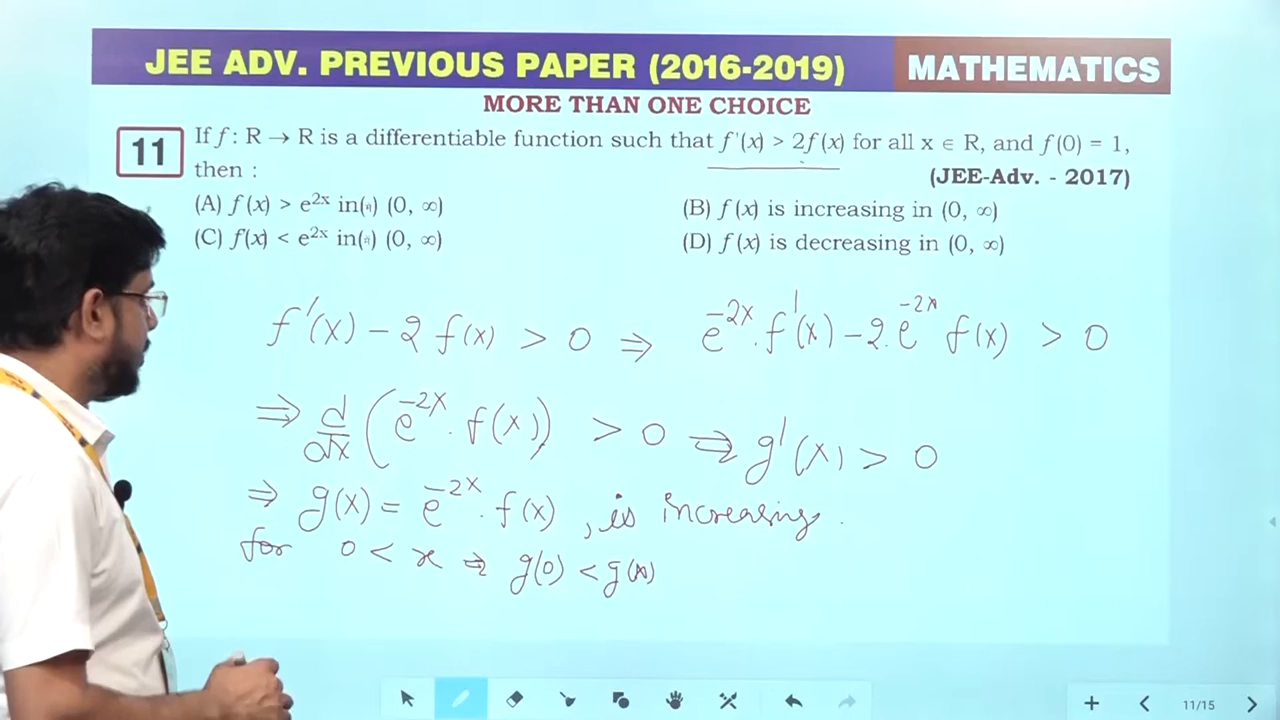 JEE ADV. PREVIOUS PAPER (2016-2019) MATHEMATICS
MORE THAN ONE CHOICE
11 If f : R → R is a differentiable function such that f'(x) > 2f(x) for all x ∈ R, and f(0) = 1,
then : (JEE-Adv. - 2017)
(A) f(x) > e^{2x} in (0, ∞) (B) f(x) is increasing in (0, ∞)
(C) f(x) < e^{2x} in (0, ∞) (D) f(x) is decreasing in (0, ∞)
f'(x) – 2 f(x) > 0 ⇒ e^{-2x}. f'(x) – 2. e^{-2x} f(x) > 0
⇒ d/dx (e^{-2x}. f(x)) > 0 ⇒ g'(x) > 0
⇒ g(x) = e^{-2x}. f(x), is increasing.
for 0 < x ⇒ g(0) < g(x)
11/15